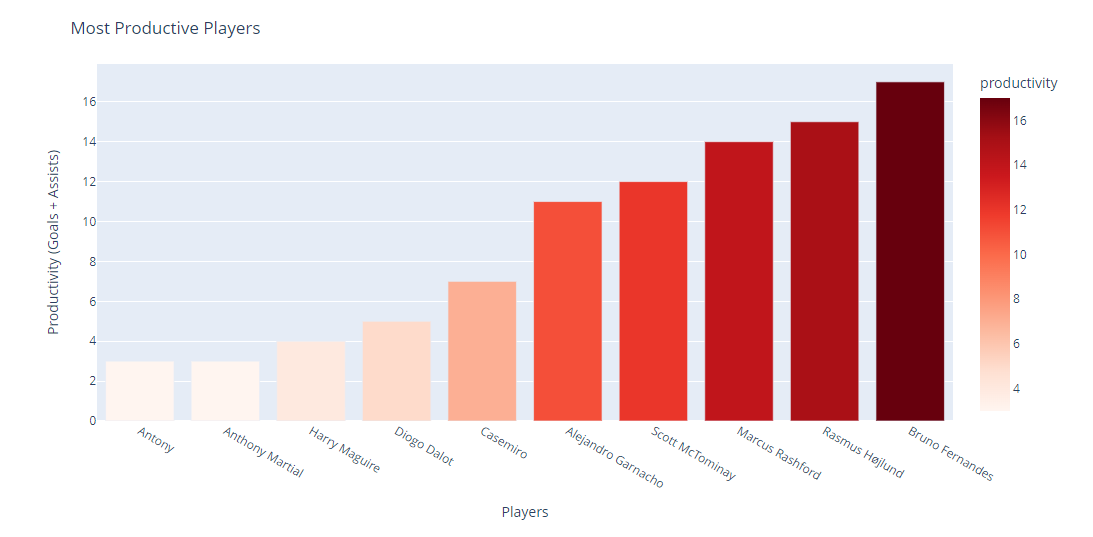 Most Productive Players
Productivity (Goals + Assists)
16
14
12
10
8
6
4
2
0
Antony
Anthony Martial
Harry Maguire
Diogo Dalot
Casemiro
Alejandro Garnacho
Scott McTominay
Marcus Rashford
Rasmus Højlund
Bruno Fernandes
Players
productivity
16
14
12
10
8
6
4